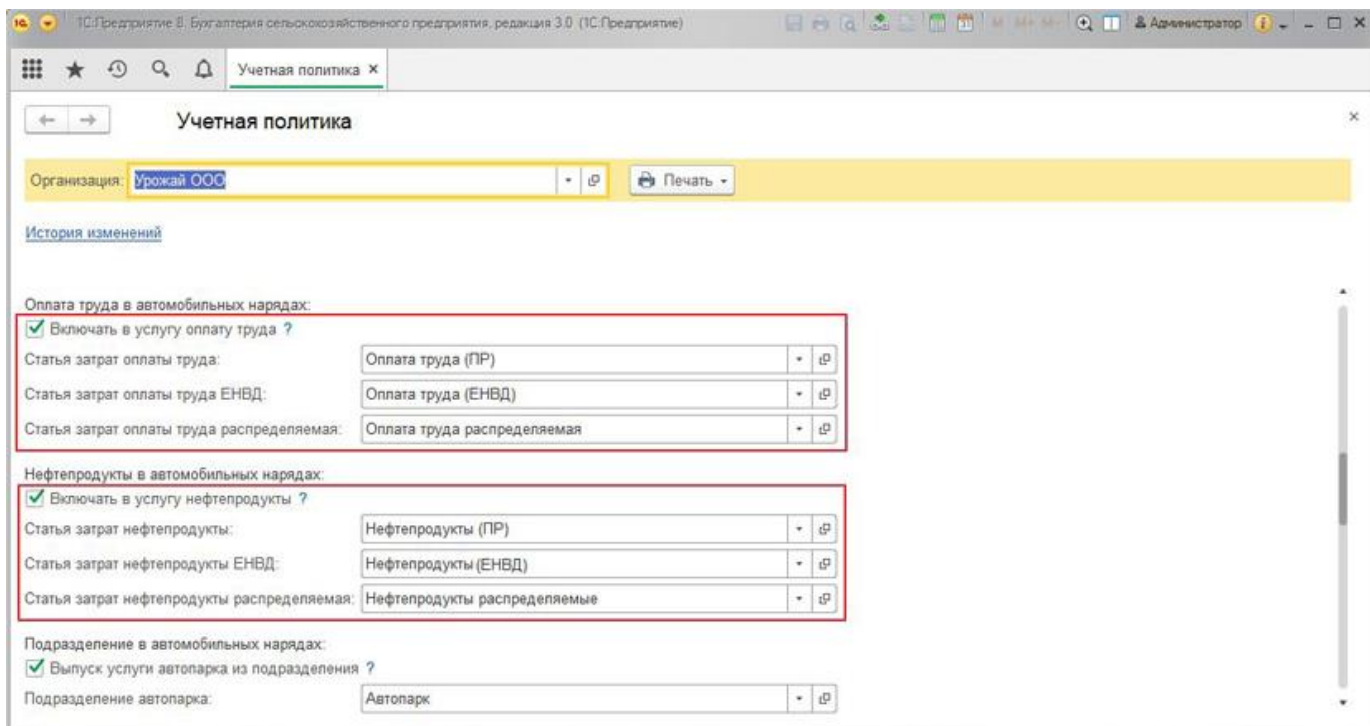 1С:Предприятие 8. Бухгалтерия сельскохозяйственного предприятия, редакция 3.0 (1С:Предприятие)
M M+ M- Администратор
Учетная политика ×
Учетная политика
Организация: Урожай ООО Печать
История изменений
Оплата труда в автомобильных нарядах:
Включать в услугу оплату труда ?
Статья затрат оплаты труда: Оплата труда (ПР)
Статья затрат оплаты труда ЕНВД: Оплата труда (ЕНВД)
Статья затрат оплаты труда распределяемая: Оплата труда распределяемая
Нефтепродукты в автомобильных нарядах:
Включать в услугу нефтепродукты ?
Статья затрат нефтепродукты: Нефтепродукты (ПР)
Статья затрат нефтепродукты ЕНВД: Нефтепродукты (ЕНВД)
Статья затрат нефтепродукты распределяемая: Нефтепродукты распределяемые
Подразделение в автомобильных нарядах:
Выпуск услуги автопарка из подразделения ?
Подразделение автопарка: Автопарк